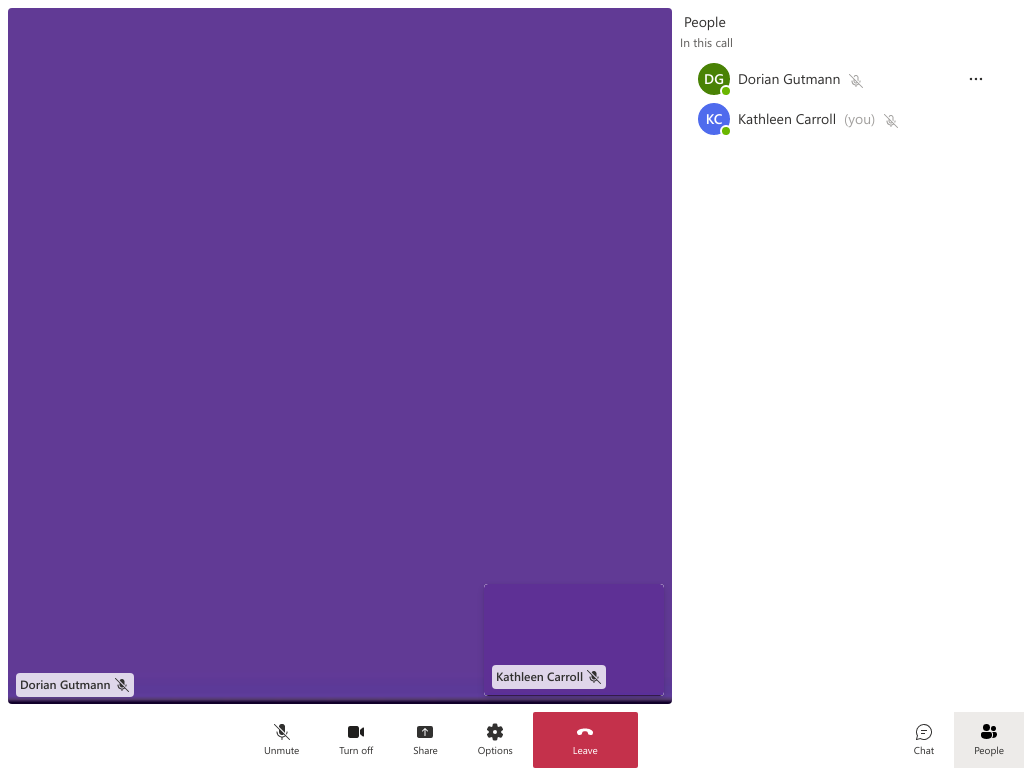 People
In this call
DG Dorian Gutmann
KC Kathleen Carroll (you)
Dorian Gutmann
Kathleen Carroll
Unmute
Turn off
Share
Options
Leave
Chat
People